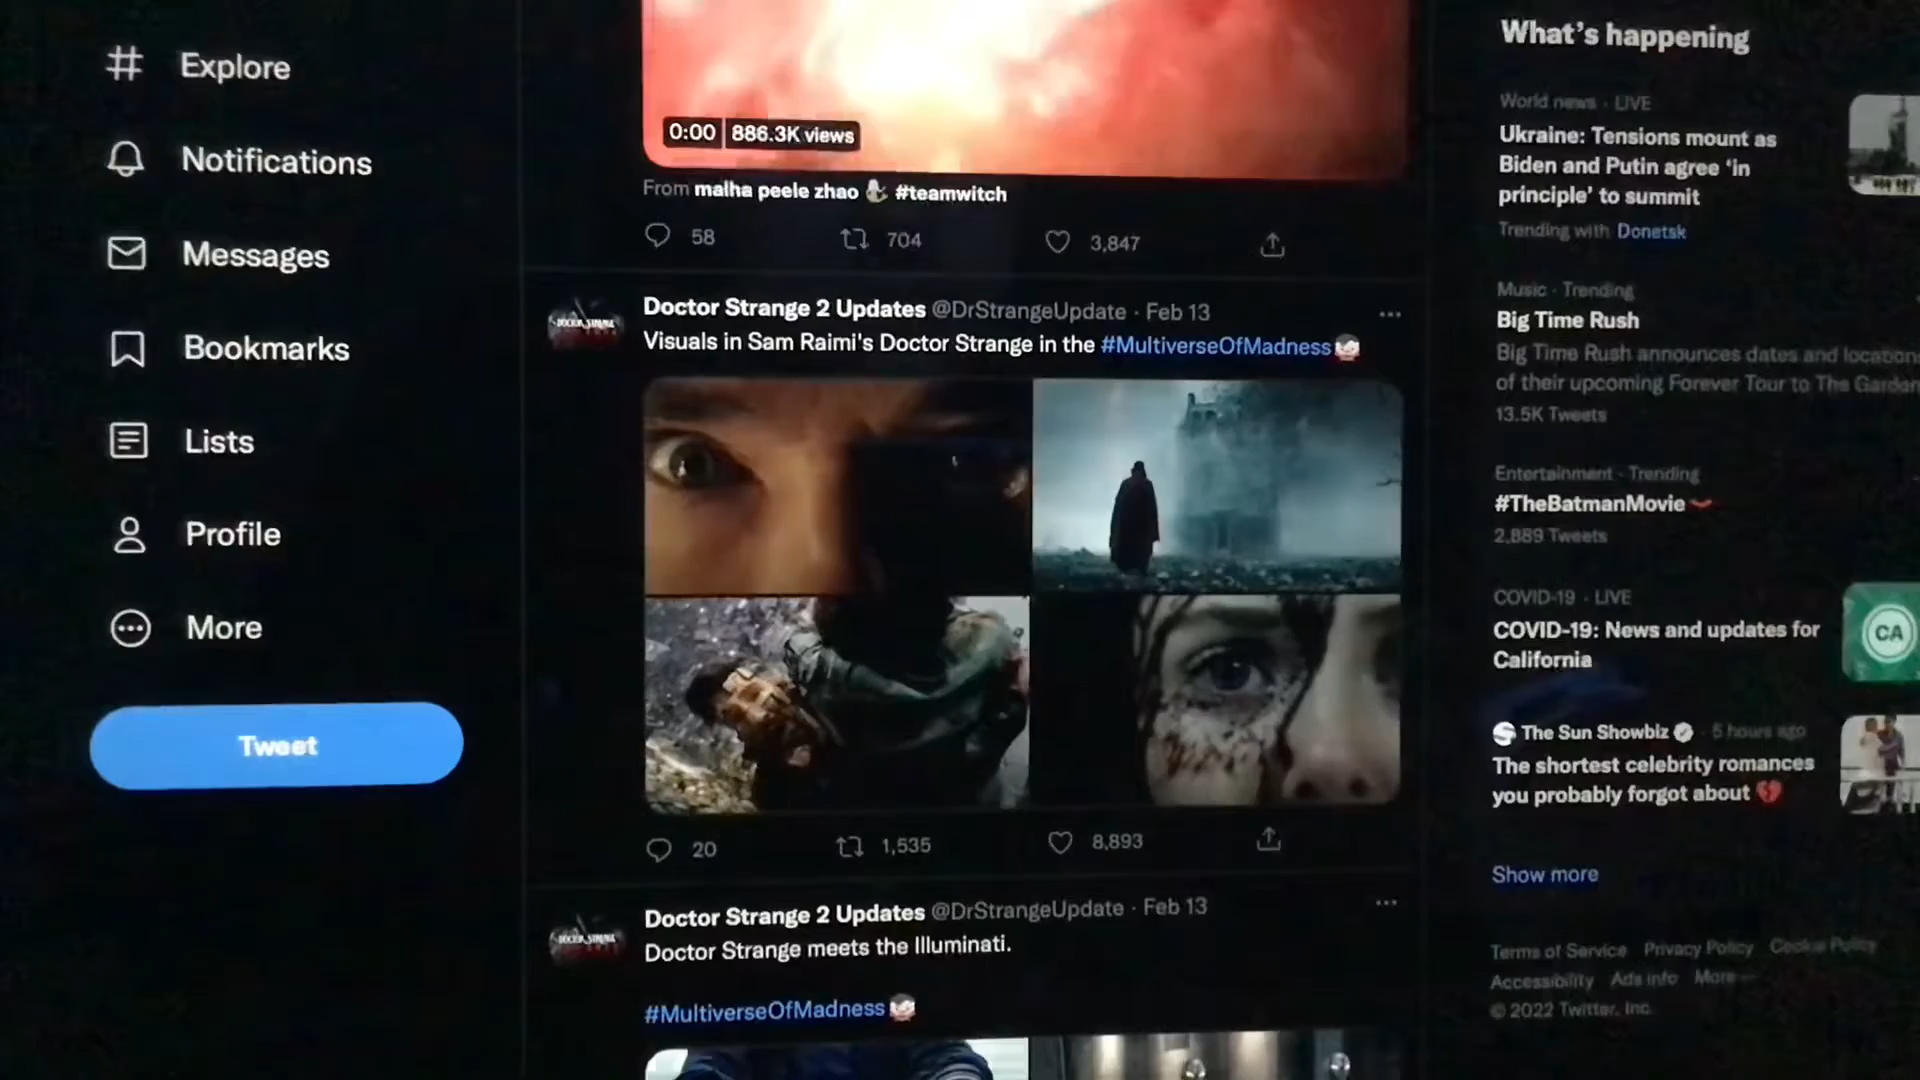 Explore
Notifications
Messages
Bookmarks
Lists
Profile
More
Tweet
0:00 886.3K views
From malha peele zhao #teamwitch
58 704 3,847
Doctor Strange 2 Updates @DrStrangeUpdate · Feb 13
Visuals in Sam Raimi's Doctor Strange in the #MultiverseOfMadness
20 1,535 8,893
Doctor Strange 2 Updates @DrStrangeUpdate · Feb 13
Doctor Strange meets the Illuminati.
#MultiverseOfMadness
What's happening
World news · LIVE
Ukraine: Tensions mount as
Biden and Putin agree 'in
principle' to summit
Trending with Donetsk
Music · Trending
Big Time Rush
Big Time Rush announces dates and location
of their upcoming Forever Tour to The Garden
13.5K Tweets
Entertainment · Trending
#TheBatmanMovie
2,889 Tweets
COVID-19 · LIVE
COVID-19: News and updates for
California
CA
The Sun Showbiz · 5 hours ago
The shortest celebrity romances
you probably forgot about
Show more
Terms of Service Privacy Policy Cookie Policy
Accessibility Ads info More
© 2022 Twitter, Inc.